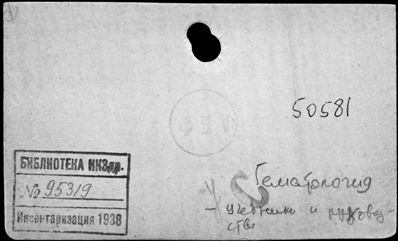 50581
БИБЛИОТЕКА НКЗдр.
№ 95319
Инвентаризация 1938
Гематология
– учебники и руковод-
ства